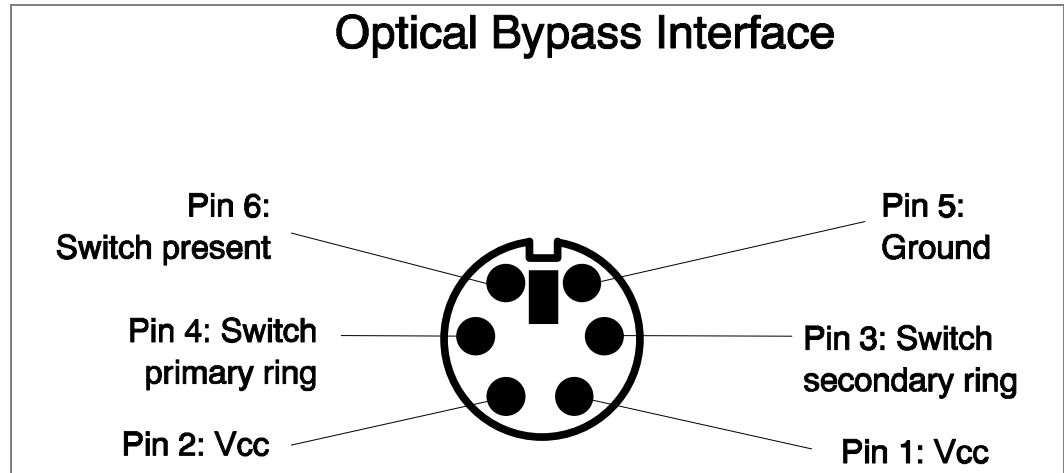 Optical Bypass Interface
Pin 6:
Switch present
Pin 5:
Ground
Pin 4: Switch
primary ring
Pin 3: Switch
secondary ring
Pin 2: Vcc
Pin 1: Vcc